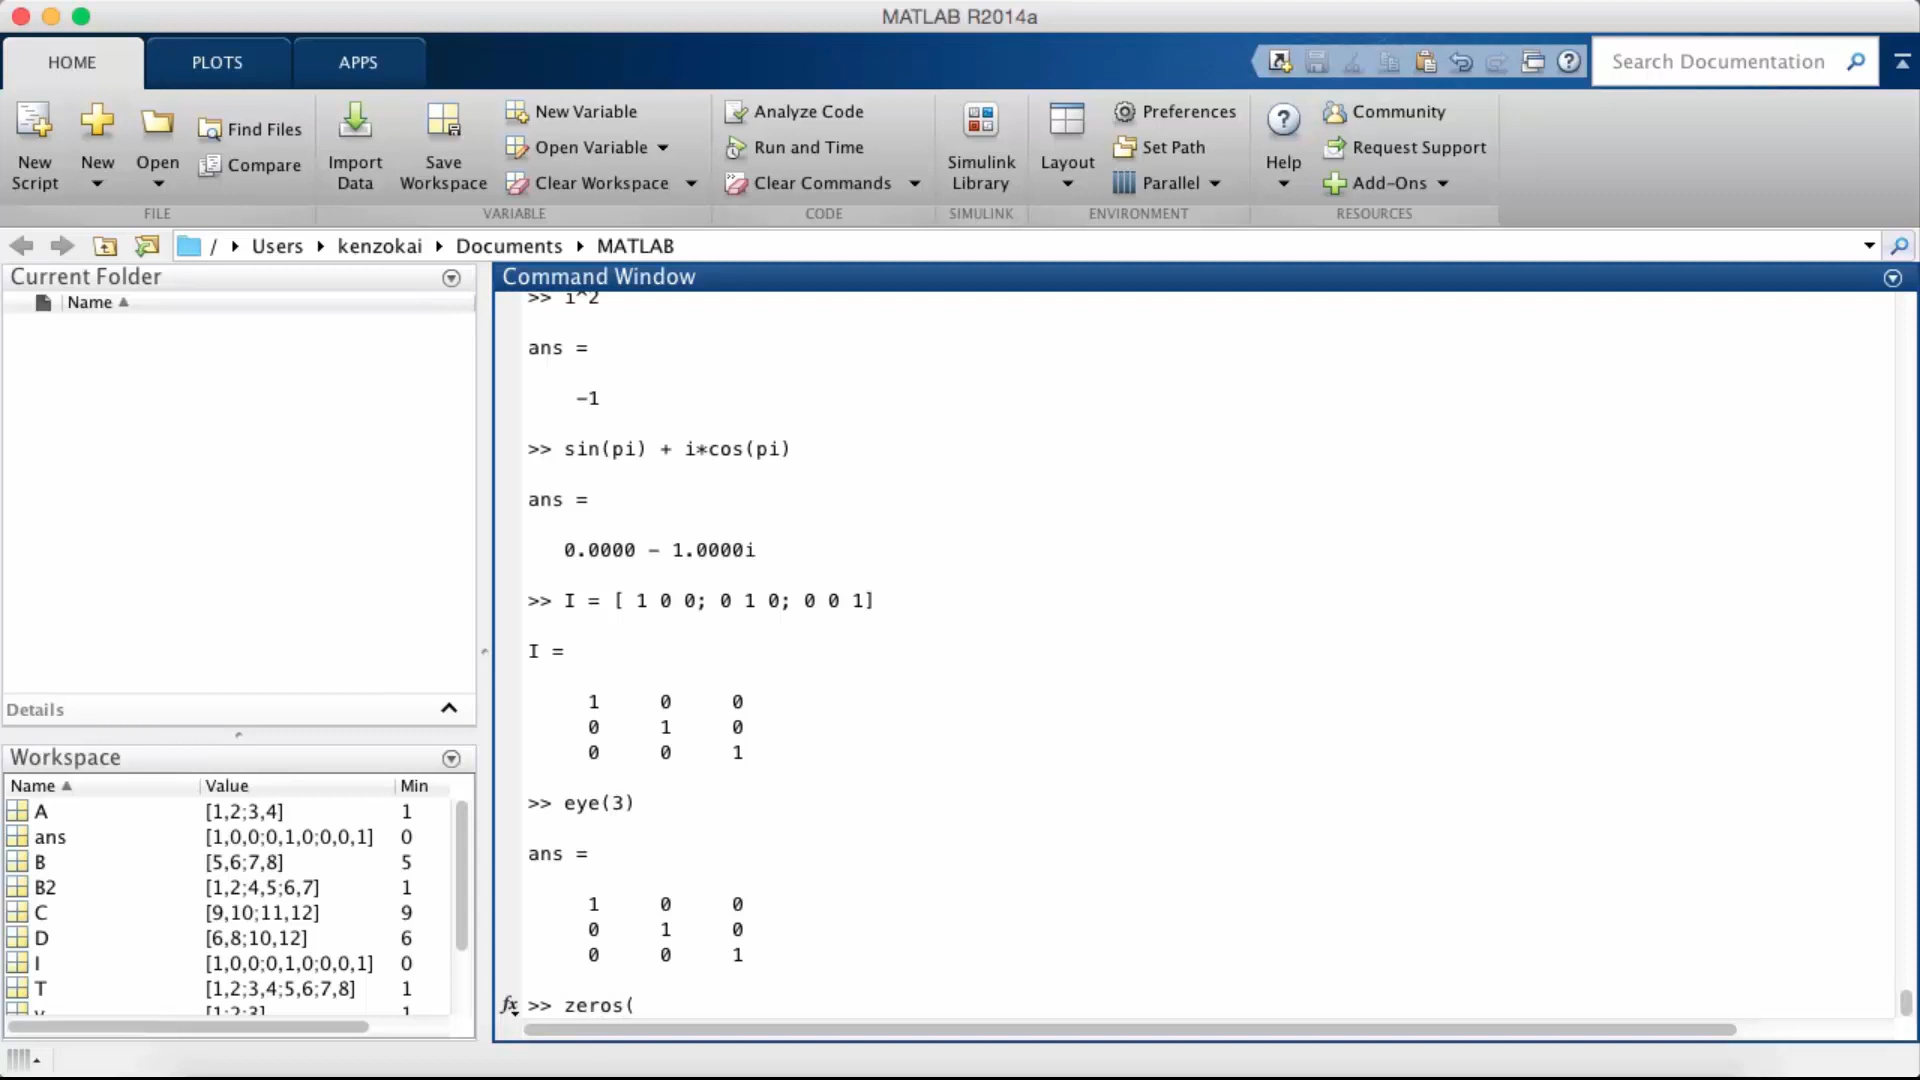 MATLAB R2014a
HOME PLOTS APPS
Search Documentation
New Script
New
Open
Find Files
Compare
Import Data
Save Workspace
New Variable
Open Variable
Clear Workspace
Analyze Code
Run and Time
Clear Commands
Simulink Library
Layout
Preferences
Set Path
Parallel
Help
Community
Request Support
Add-Ons
FILE VARIABLE CODE SIMULINK ENVIRONMENT RESOURCES
/ Users kenzokai Documents MATLAB
Current Folder
Name
Details
Workspace
Name Value Min
A [1,2;3,4] 1
ans [1,0,0;0,1,0;0,0,1] 0
B [5,6;7,8] 5
B2 [1,2;4,5;6,7] 1
C [9,10;11,12] 9
D [6,8;10,12] 6
I [1,0,0;0,1,0;0,0,1] 0
T [1,2;3,4;5,6;7,8] 1
v [1;2;3] 1
Command Window
>> i^2
ans =
-1
>> sin(pi) + i*cos(pi)
ans =
0.0000 - 1.0000i
>> I = [ 1 0 0; 0 1 0; 0 0 1]
I =
1 0 0
0 1 0
0 0 1
>> eye(3)
ans =
1 0 0
0 1 0
0 0 1
fx >> zeros(